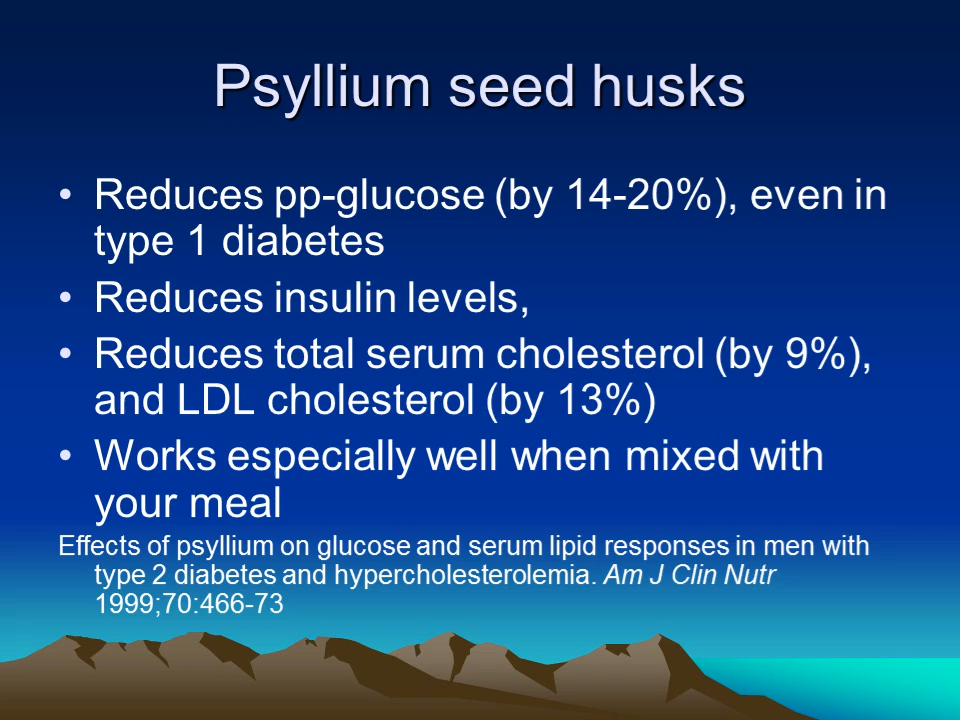 Psyllium seed husks
• Reduces pp-glucose (by 14-20%), even in
type 1 diabetes
• Reduces insulin levels,
• Reduces total serum cholesterol (by 9%),
and LDL cholesterol (by 13%)
• Works especially well when mixed with
your meal
Effects of psyllium on glucose and serum lipid responses in men with
type 2 diabetes and hypercholesterolemia. Am J Clin Nutr
1999;70:466-73